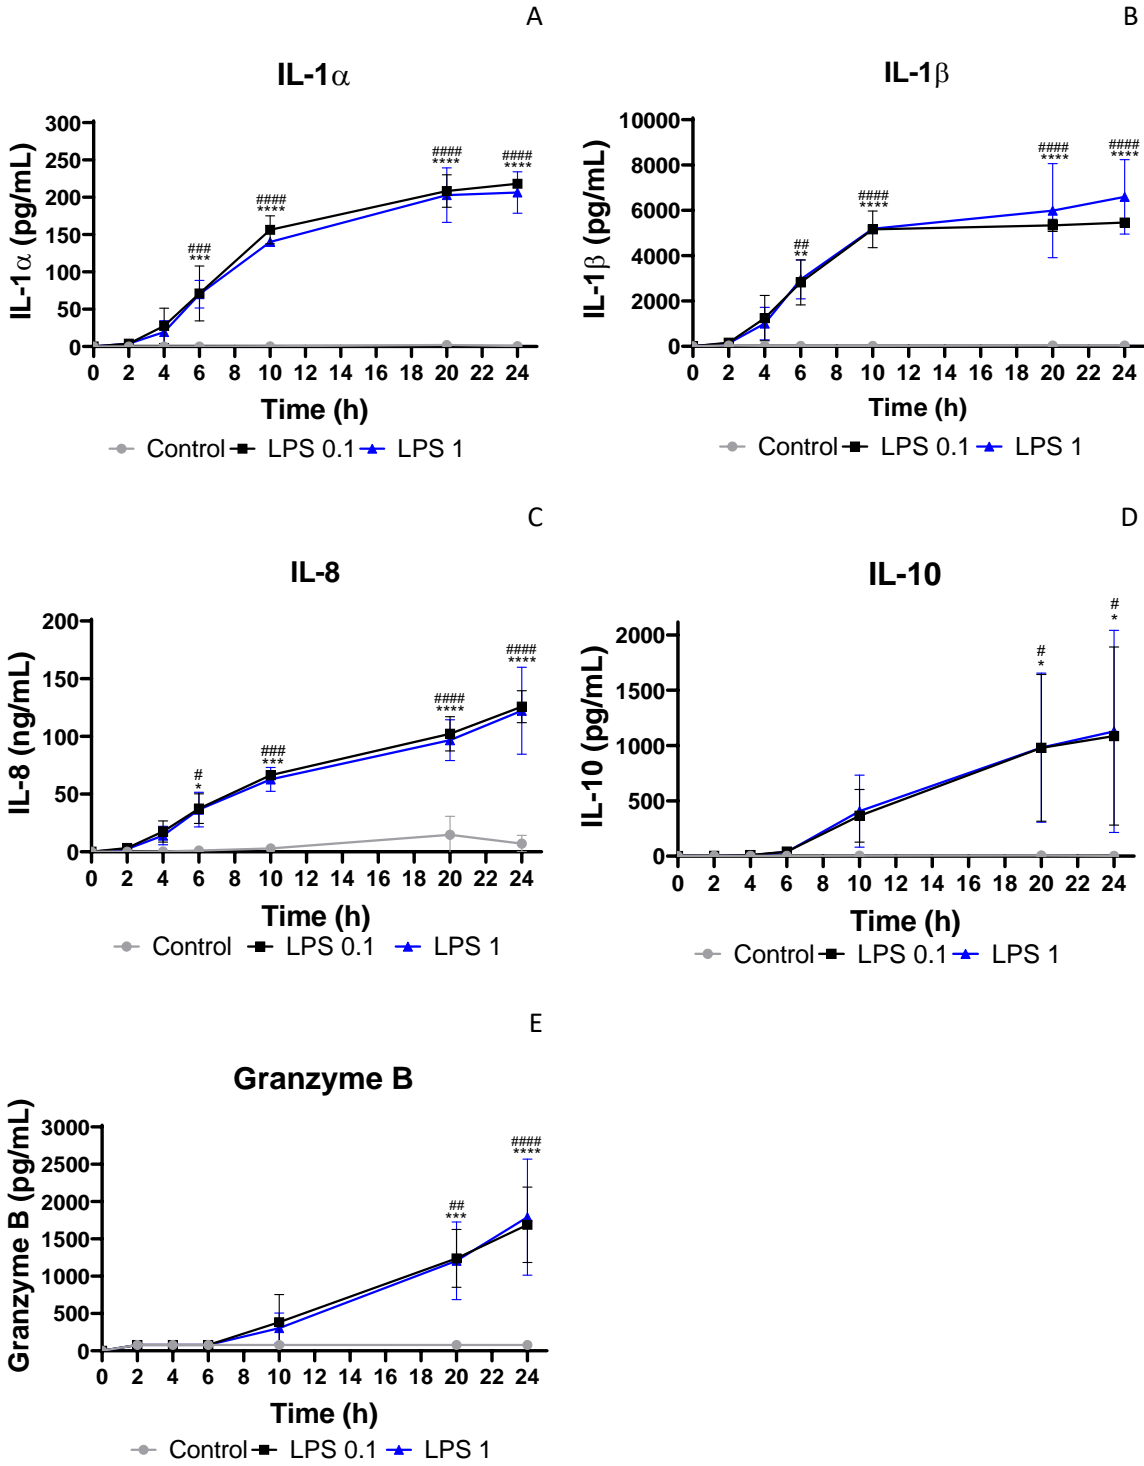 A
IL-1α
IL-1α (pg/mL)
300
250
200
150
100
50
0
###
***
####
****
####
****
####
****
0 2 4 6 8 10 12 14 16 18 20 22 24
Time (h)
Control LPS 0.1 LPS 1
B
IL-1β
IL-1β (pg/mL)
10000
8000
6000
4000
2000
0
##
**
####
****
####
****
####
****
0 2 4 6 8 10 12 14 16 18 20 22 24
Time (h)
Control LPS 0.1 LPS 1
C
IL-8
IL-8 (ng/mL)
200
150
100
50
0
#
*
###
***
####
****
####
****
0 2 4 6 8 10 12 14 16 18 20 22 24
Time (h)
Control LPS 0.1 LPS 1
D
IL-10
IL-10 (pg/mL)
2000
1500
1000
500
0
#
*
#
*
0 2 4 6 8 10 12 14 16 18 20 22 24
Time (h)
Control LPS 0.1 LPS 1
E
Granzyme B
Granzyme B (pg/mL)
3000
2500
2000
1500
1000
500
0
##
***
####
****
0 2 4 6 8 10 12 14 16 18 20 22 24
Time (h)
Control LPS 0.1 LPS 1